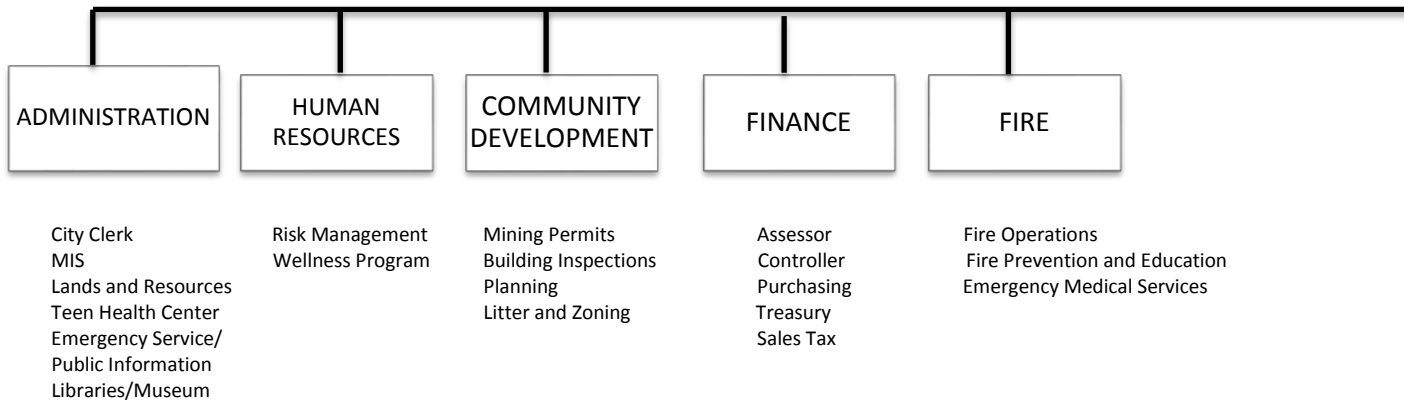 ADMINISTRATION
HUMAN
RESOURCES
COMMUNITY
DEVELOPMENT
FINANCE
FIRE
City Clerk
MIS
Lands and Resources
Teen Health Center
Emergency Service/
Public Information
Libraries/Museum
Risk Management
Wellness Program
Mining Permits
Building Inspections
Planning
Litter and Zoning
Assessor
Controller
Purchasing
Treasury
Sales Tax
Fire Operations
Fire Prevention and Education
Emergency Medical Services